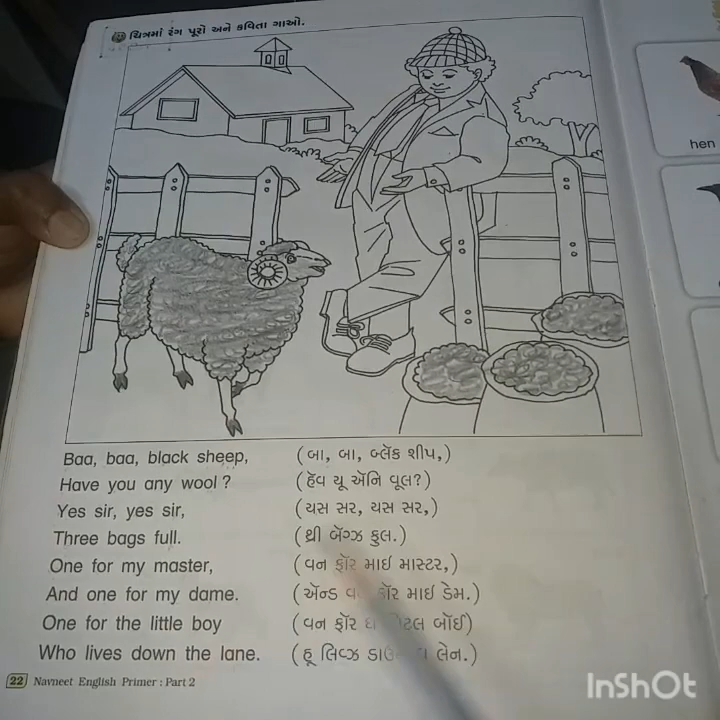 ચિત્રમાં રંગ પૂરો અને કવિતા ગાઓ.
Baa, baa, black sheep, (બા, બા, બ્લૅક શીપ,)
Have you any wool ? (હૅવ યૂ ઍનિ વૂલ?)
Yes sir, yes sir, (યસ સર, યસ સર,)
Three bags full. (થ્રી બૅગ્ઝ ફુલ.)
One for my master, (વન ફૉર માઇ માસ્ટર,)
And one for my dame. (ઍન્ડ ફૉર માઇ ડેમ.)
One for the little boy (વન ફૉર બૉઈ)
Who lives down the lane. (હૂ લિવ્ઝ લેન.)
22 Navneet English Primer : Part 2
hen
InShOt